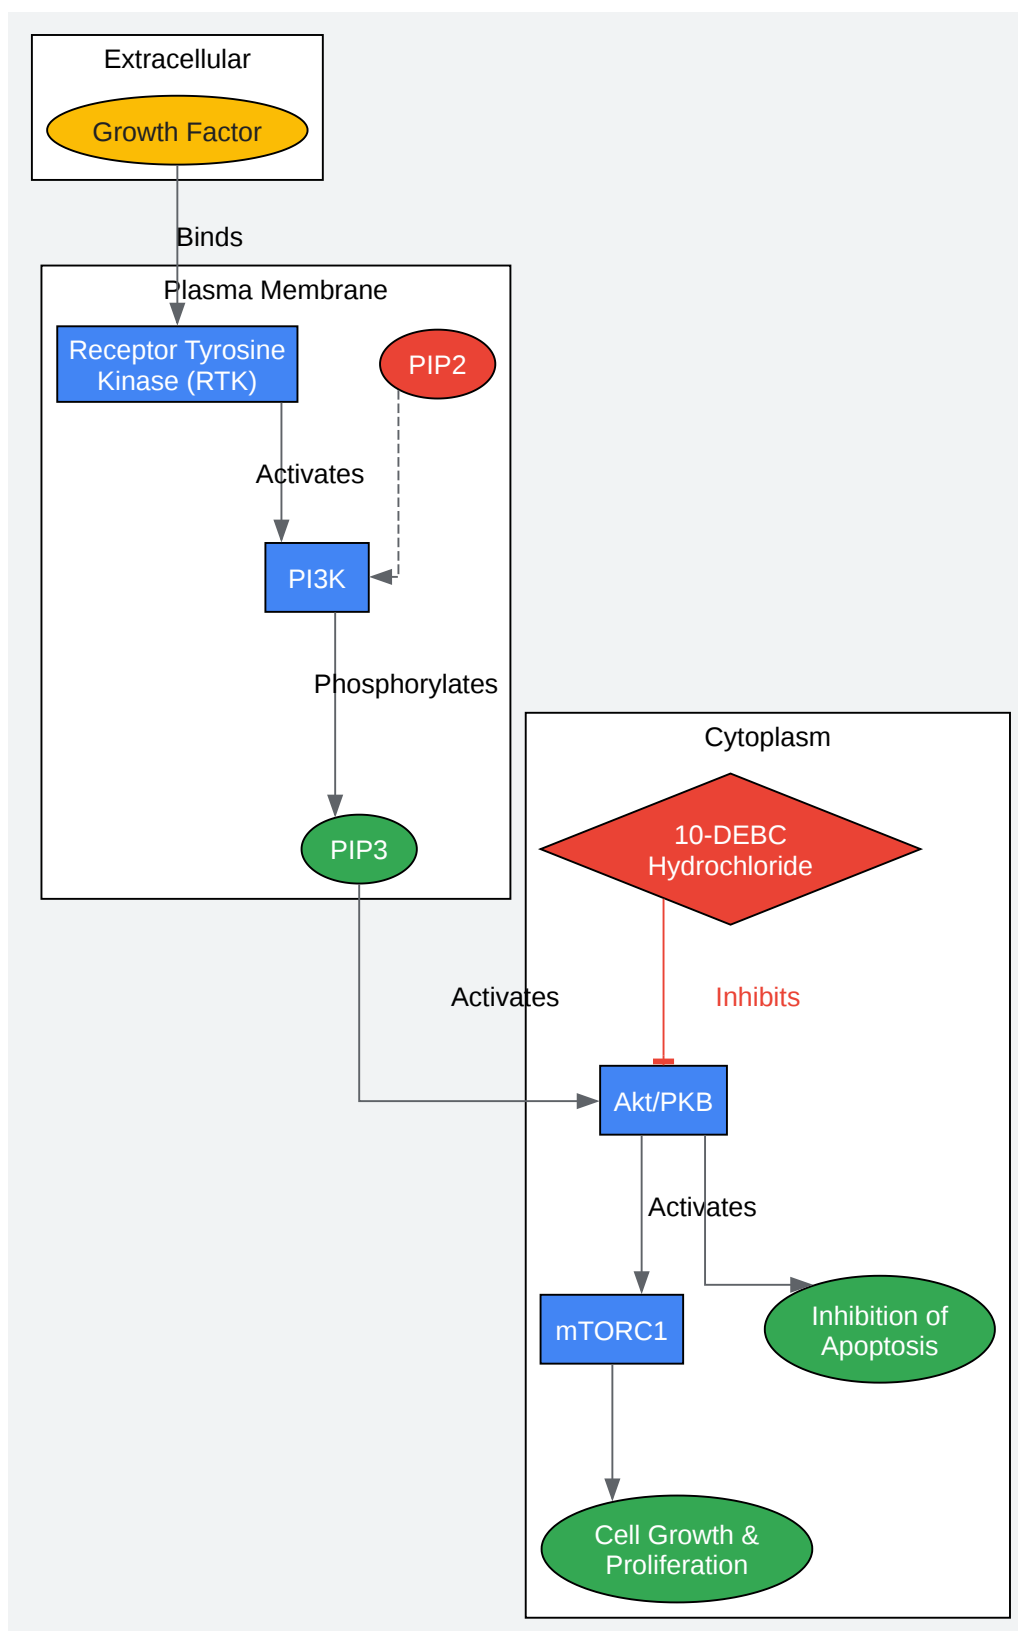 Extracellular
Growth Factor
Binds
Plasma Membrane
Receptor Tyrosine
Kinase (RTK)
PIP2
Activates
PI3K
Phosphorylates
Cytoplasm
10-DEBC
Hydrochloride
PIP3
Activates
Inhibits
Akt/PKB
Activates
mTORC1
Inhibition of
Apoptosis
Cell Growth &
Proliferation